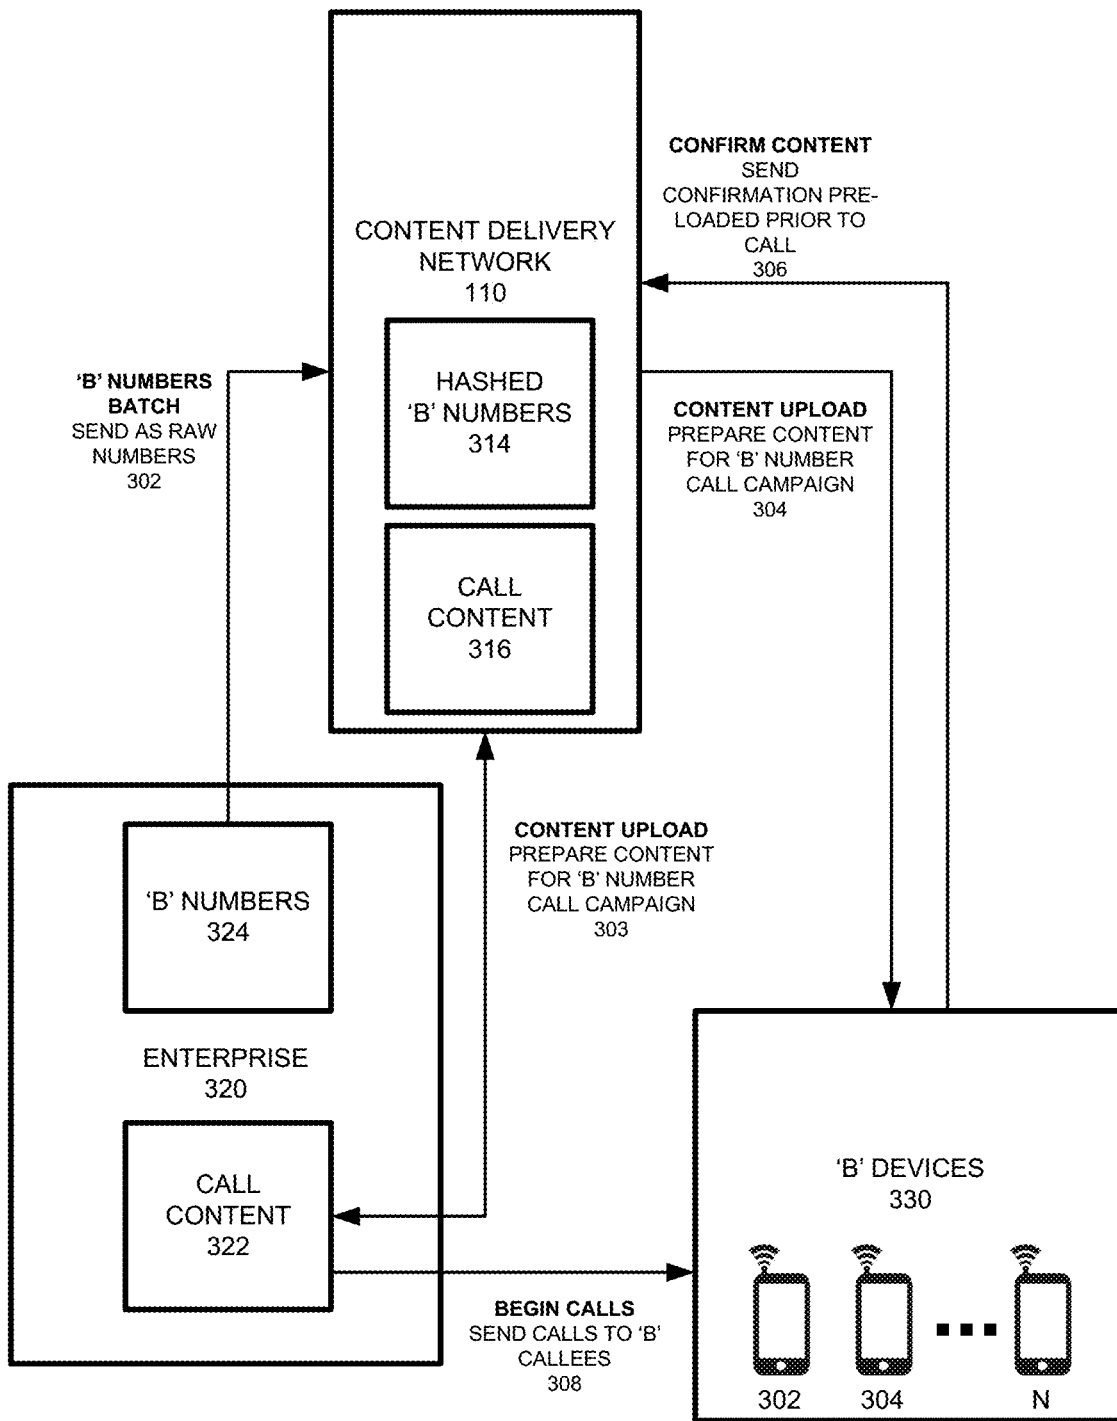 CONTENT DELIVERY
NETWORK
110
HASHED
'B' NUMBERS
314
CALL
CONTENT
316
CONFIRM CONTENT
SEND
CONFIRMATION PRE-
LOADED PRIOR TO
CALL
306
'B' NUMBERS
BATCH
SEND AS RAW
NUMBERS
302
CONTENT UPLOAD
PREPARE CONTENT
FOR 'B' NUMBER
CALL CAMPAIGN
304
CONTENT UPLOAD
PREPARE CONTENT
FOR 'B' NUMBER
CALL CAMPAIGN
303
'B' NUMBERS
324
ENTERPRISE
320
CALL
CONTENT
322
BEGIN CALLS
SEND CALLS TO 'B'
CALLEES
308
'B' DEVICES
330
302 304 N